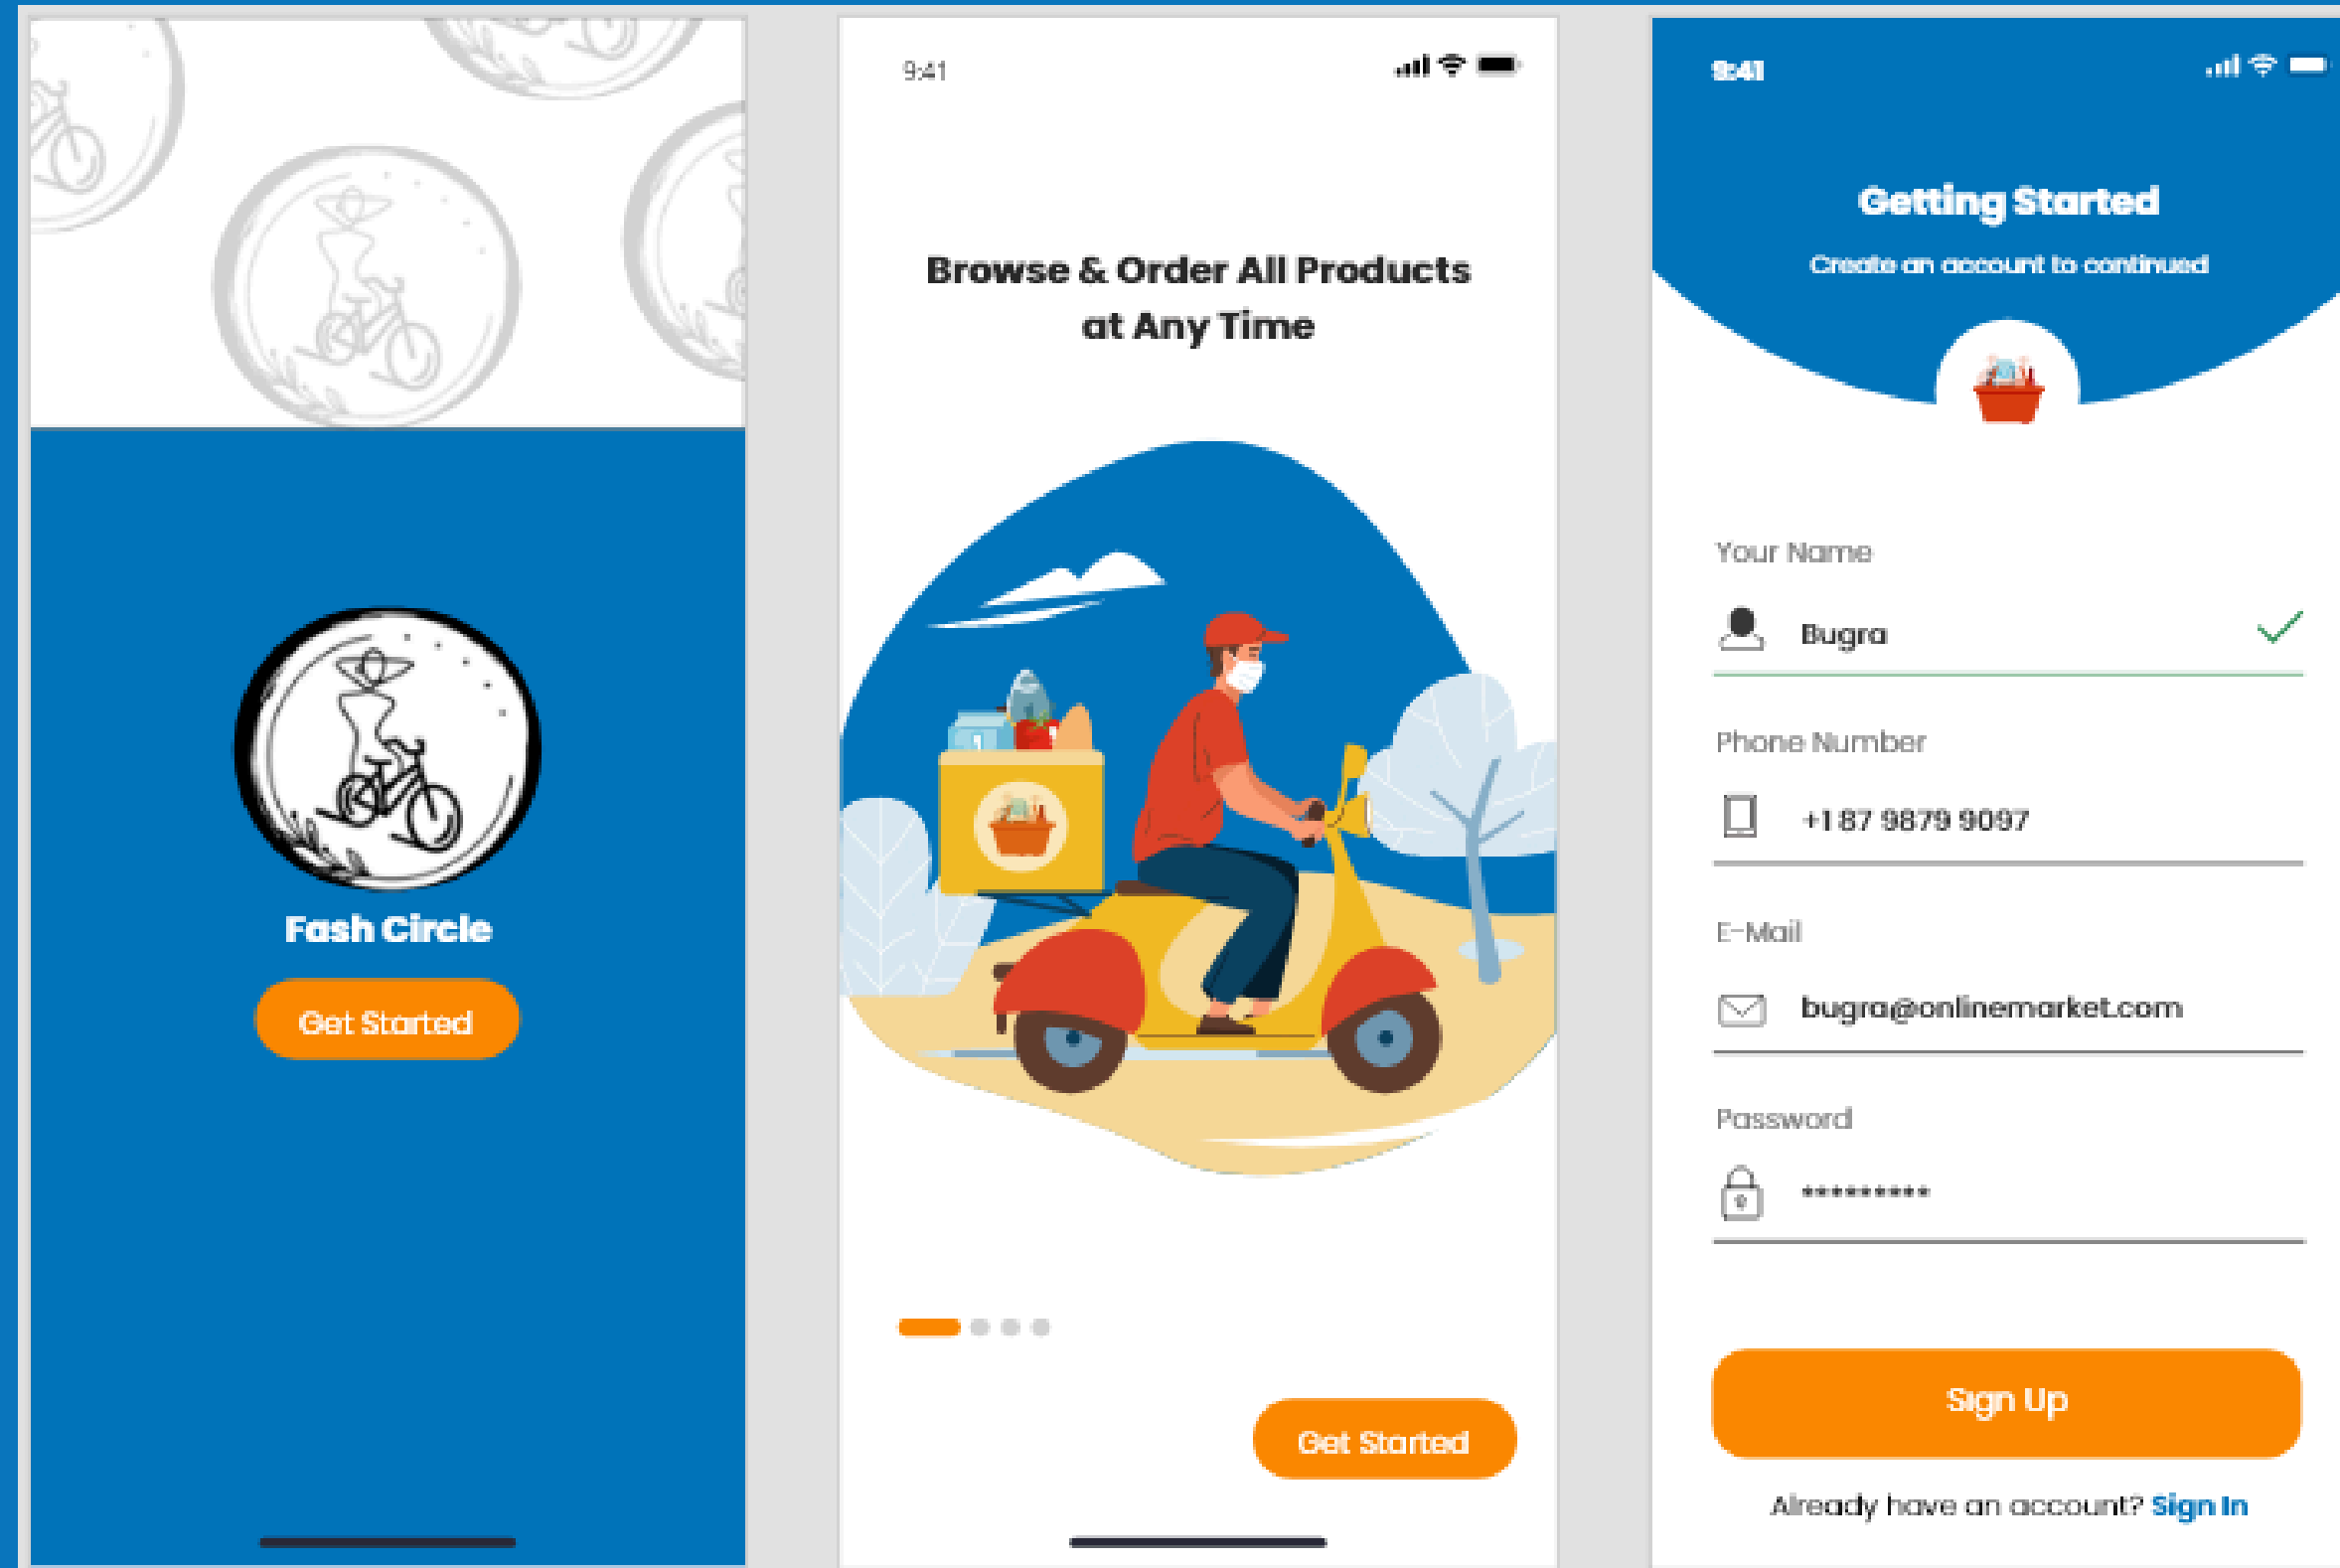 Fash Circle
Get Started
9:41
Browse & Order All Products
at Any Time
Get Started
9:41
Getting Started
Create an account to continued
Your Name
Bugra
Phone Number
+1 87 9879 9097
E-Mail
bugra@onlinemarket.com
Password
*********
Sign Up
Already have an account? Sign In